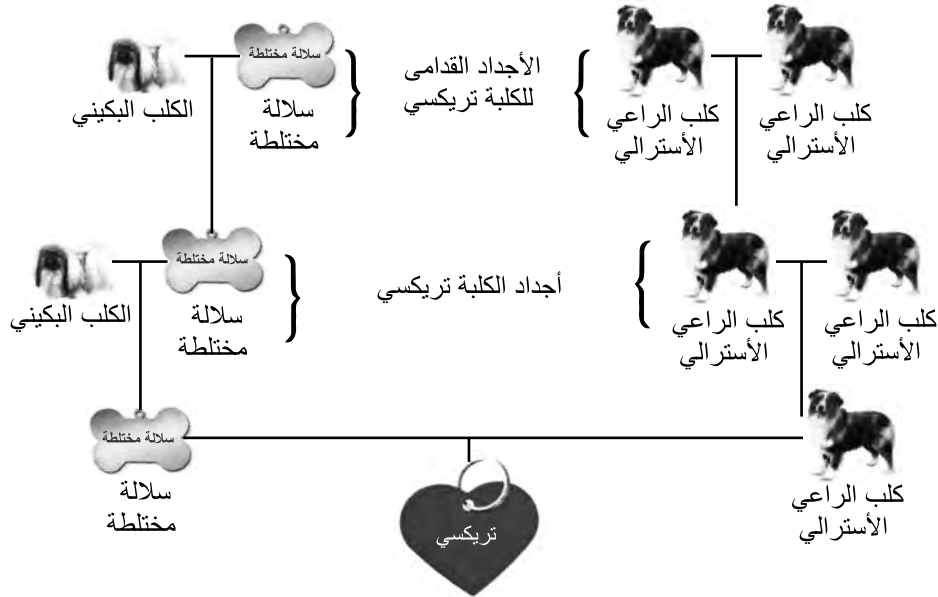 سلالة مختلطة
الكلب البكيني
سلالة
مختلطة
الأجداد القدامى
للكلبة تريكسي
كلب الراعي
الأسترالي
كلب الراعي
الأسترالي
سلالة مختلطة
الكلب البكيني
سلالة
مختلطة
أجداد الكلبة تريكسي
كلب الراعي
الأسترالي
كلب الراعي
الأسترالي
سلالة مختلطة
سلالة
مختلطة
تريكسي
كلب الراعي
الأسترالي